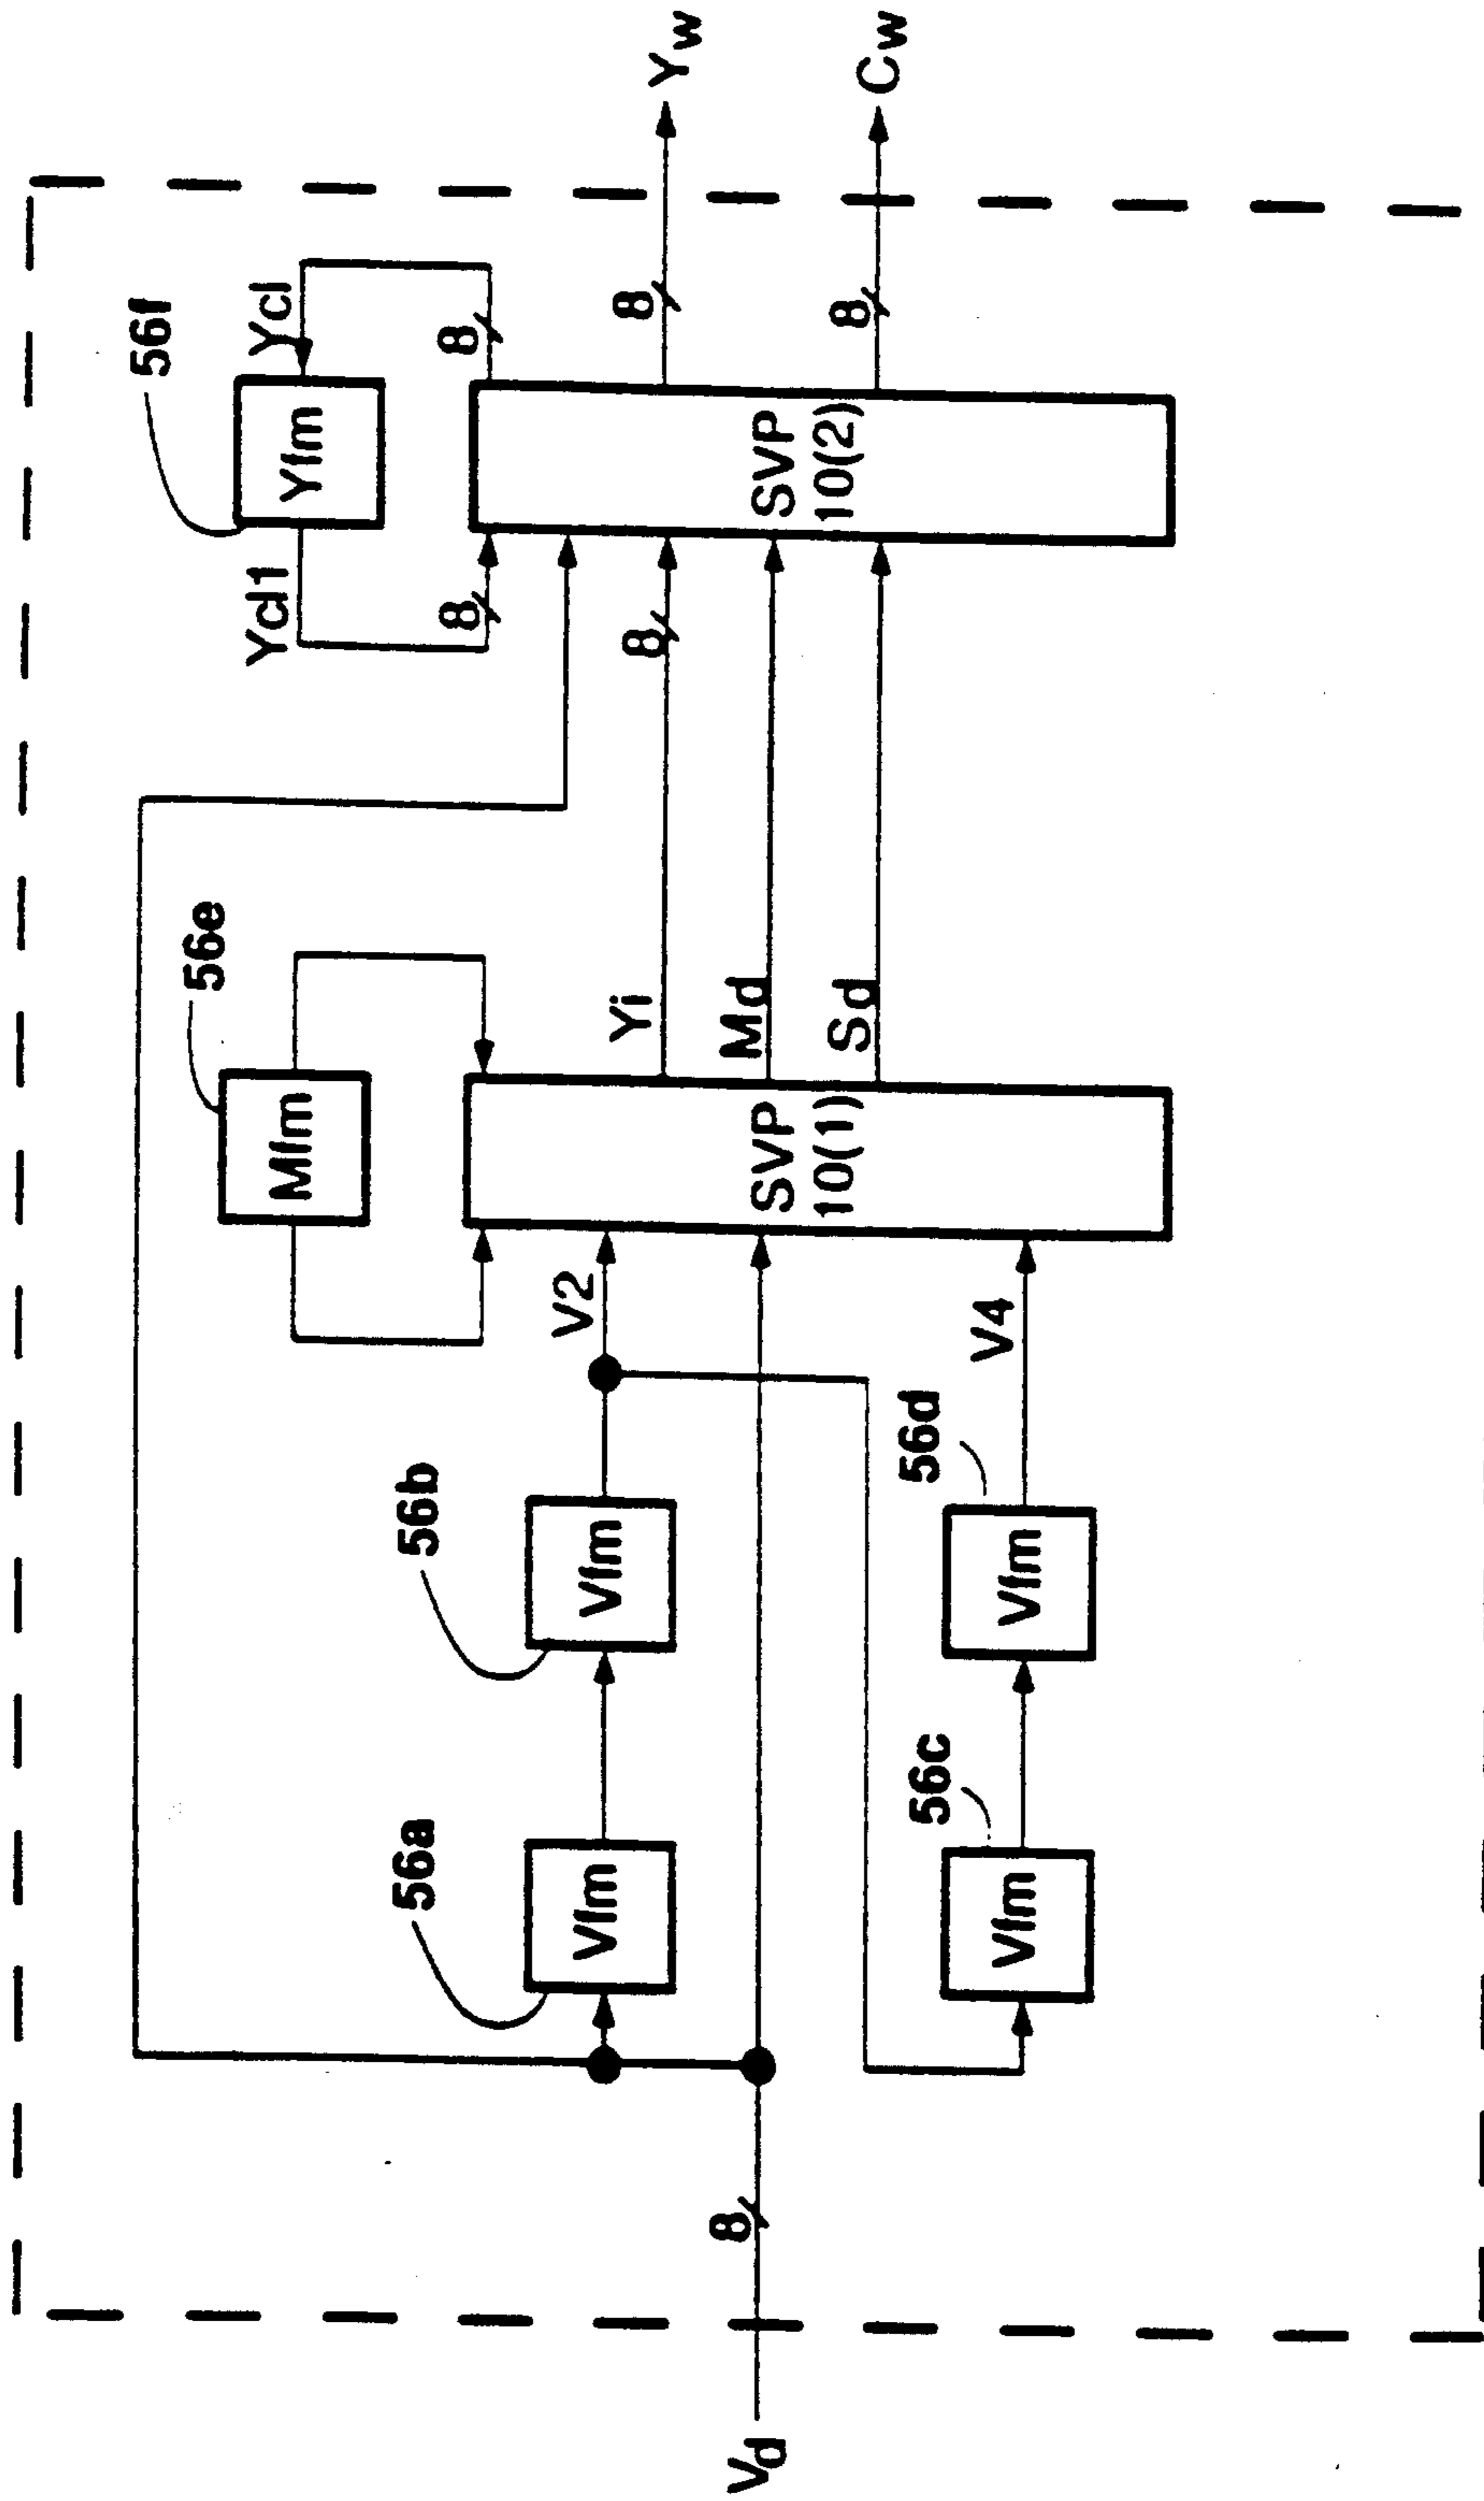 56f
Ycl
Yfm
Ycd1
8
8
56e
Mfm
Yw
8
8
Yi
SVP
10(2)
Cw
8
Md
Sd
SVP
10(1)
V2
V4
56b
Vfm
56d
Vfm
56a
Vfm
56c
Vfm
8
Vd